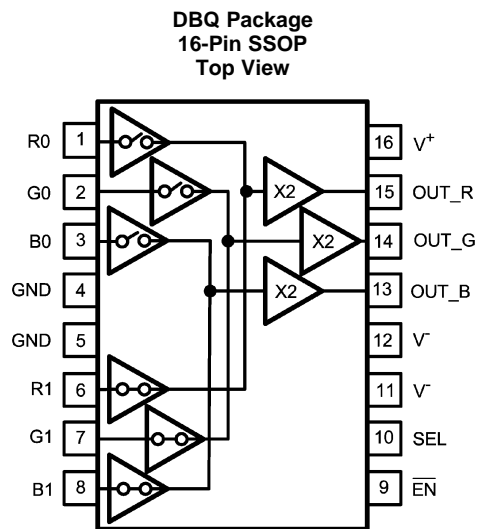 DBQ Package
16-Pin SSOP
Top View
R0 1 16 V⁺
G0 2 X2 15 OUT_R
B0 3 X2 14 OUT_G
GND 4 X2 13 OUT_B
GND 5 12 V⁻
R1 6 11 V⁻
G1 7 10 SEL
B1 8 9 E̅N̅